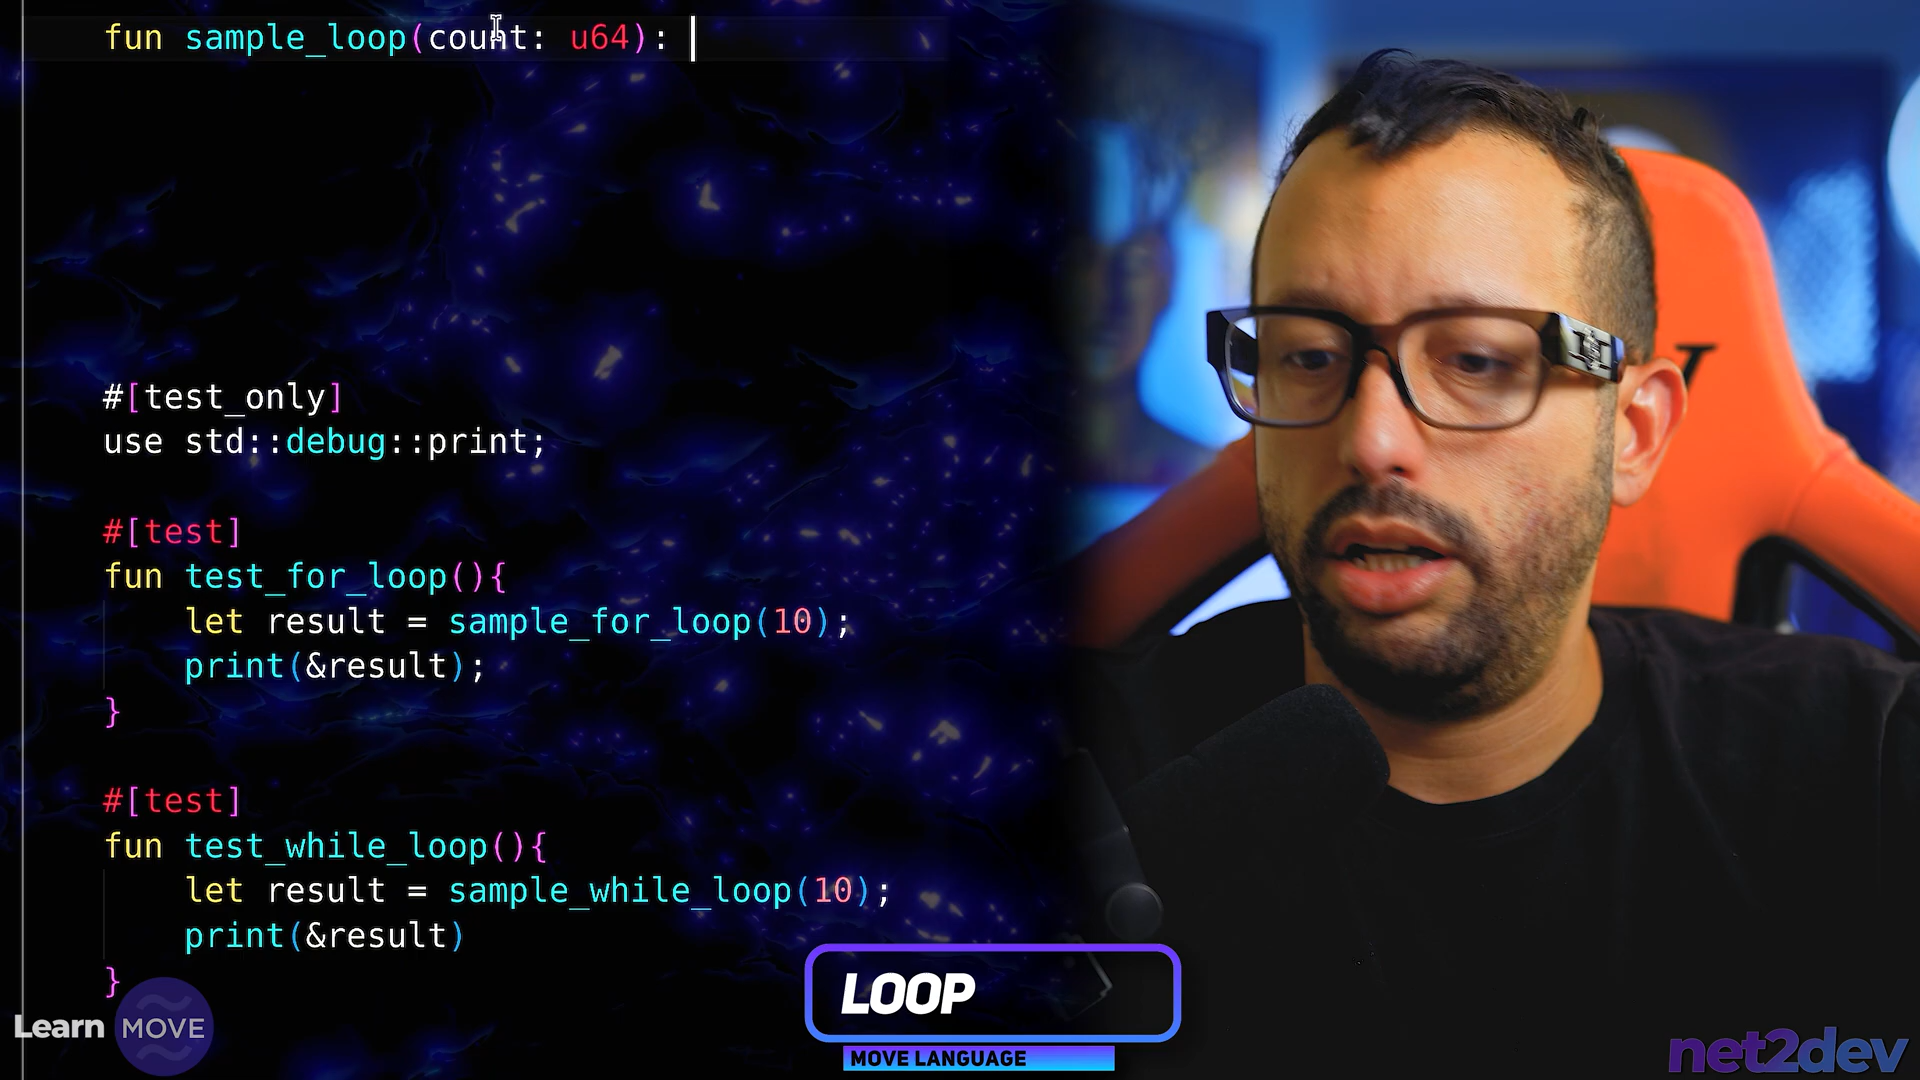 fun sample_loop(count: u64):
#[test_only]
use std::debug::print;
#[test]
fun test_for_loop(){
let result = sample_for_loop(10);
print(&result);
}
#[test]
fun test_while_loop(){
let result = sample_while_loop(10);
print(&result)
}
Learn MOVE
LOOP
MOVE LANGUAGE
net2dev